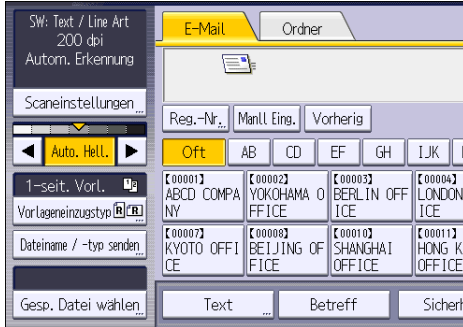 SW: Text / Line Art
200 dpi
Autom. Erkennung
Scaneinstellungen
Auto. Hell.
1-seit. Vorl.
Vorlageneinzugstyp
Dateiname / -typ senden
Gesp. Datei wählen
E-Mail
Ordner
Reg.-Nr.
Manll Eing.
Vorherig
Oft
AB
CD
EF
GH
IJK
[00001]
ABCD COMPA
NY
[00002]
YOKOHAMA O
FFICE
[00003]
BERLIN OFF
ICE
[00004]
LONDON
ICE
[00007]
KYOTO OFFI
CE
[00008]
BEIJING OF
FICE
[00010]
SHANGHAI
OFFICE
[00011]
HONG K
OFFICE
Text
Betreff
Sicherh